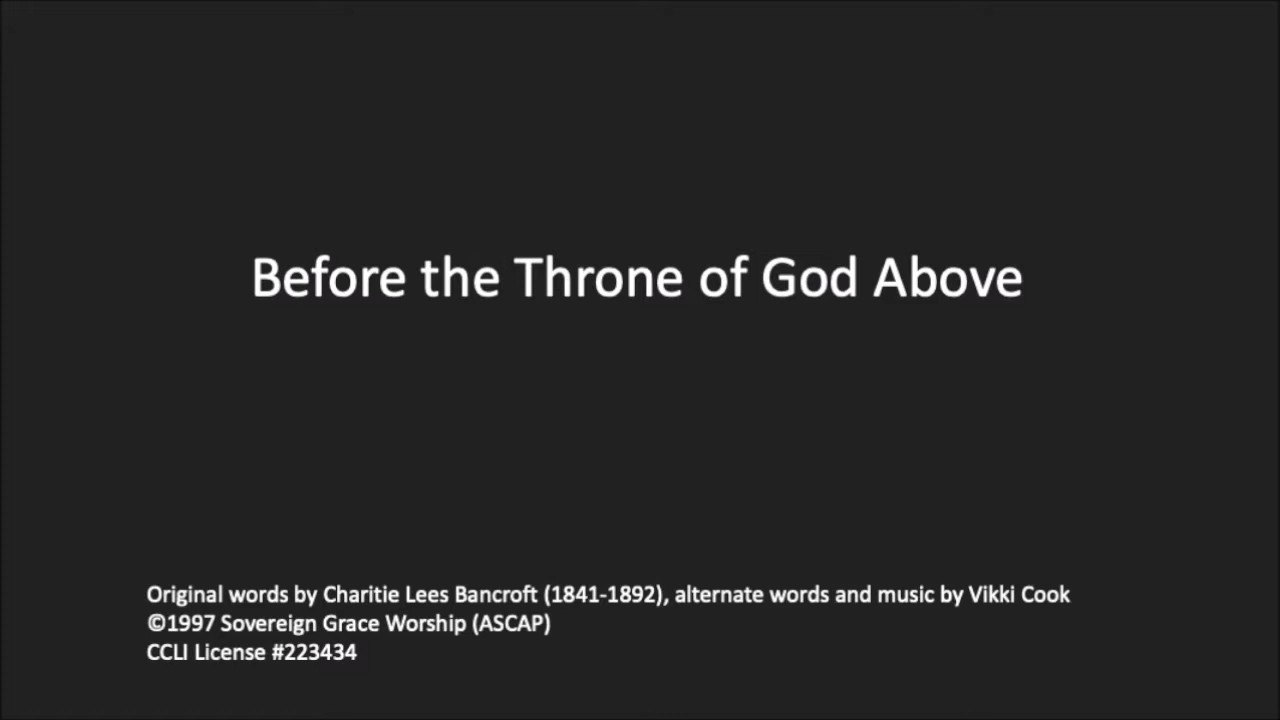 Before the Throne of God Above
Original words by Charitie Lees Bancroft (1841-1892), alternate words and music by Vikki Cook
©1997 Sovereign Grace Worship (ASCAP)
CCLI License #223434